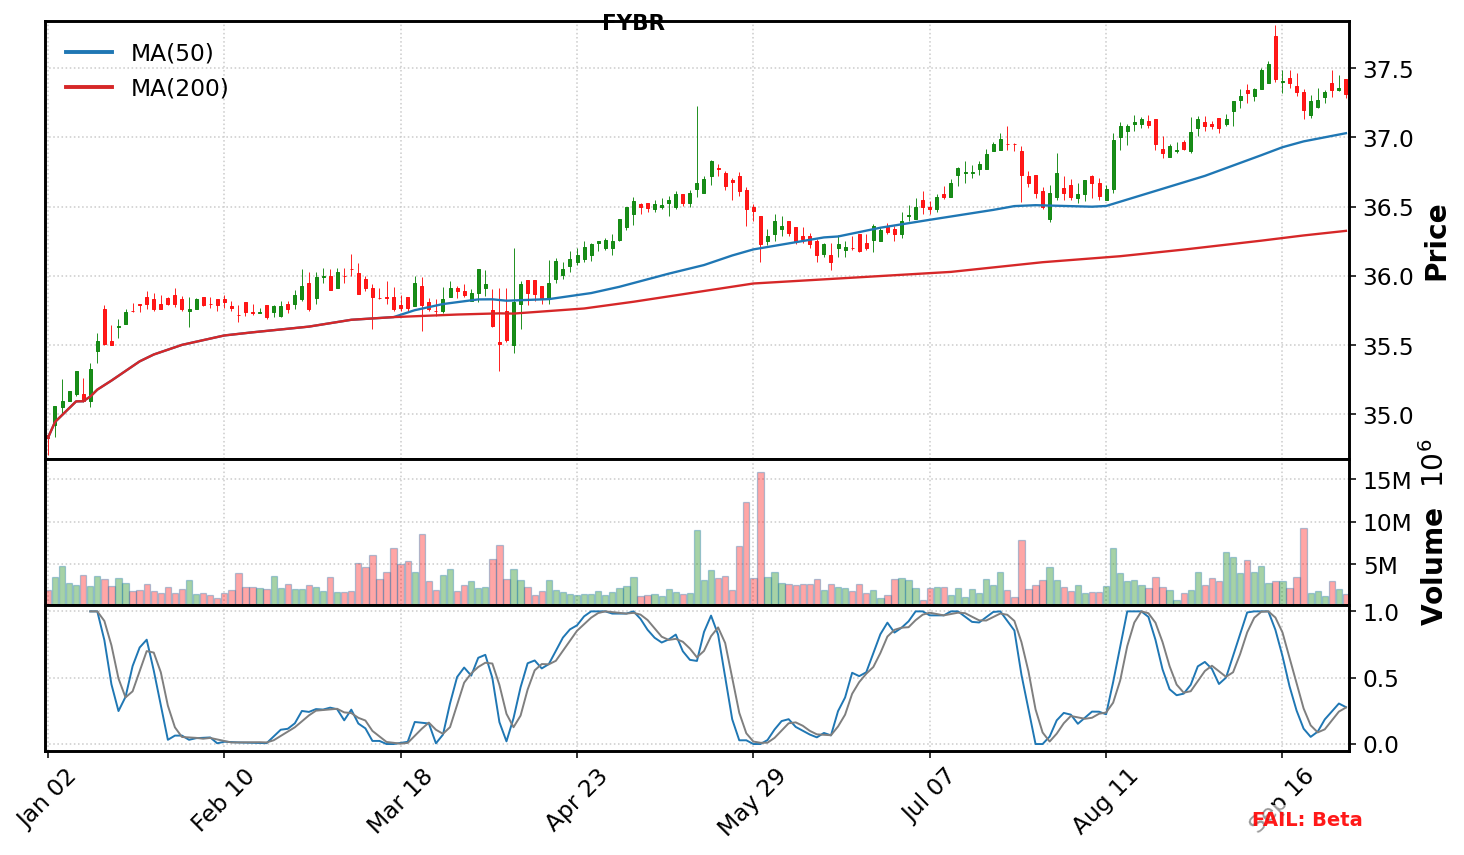 FYBR
MA(50)
MA(200)
37.5
37.0
36.5
36.0
35.5
35.0
Price
15M
10M
5M
Volume 10⁶
1.0
0.5
0.0
Jan 02
Feb 10
Mar 18
Apr 23
May 29
Jul 07
Aug 11
Sep 16
FAIL: Beta